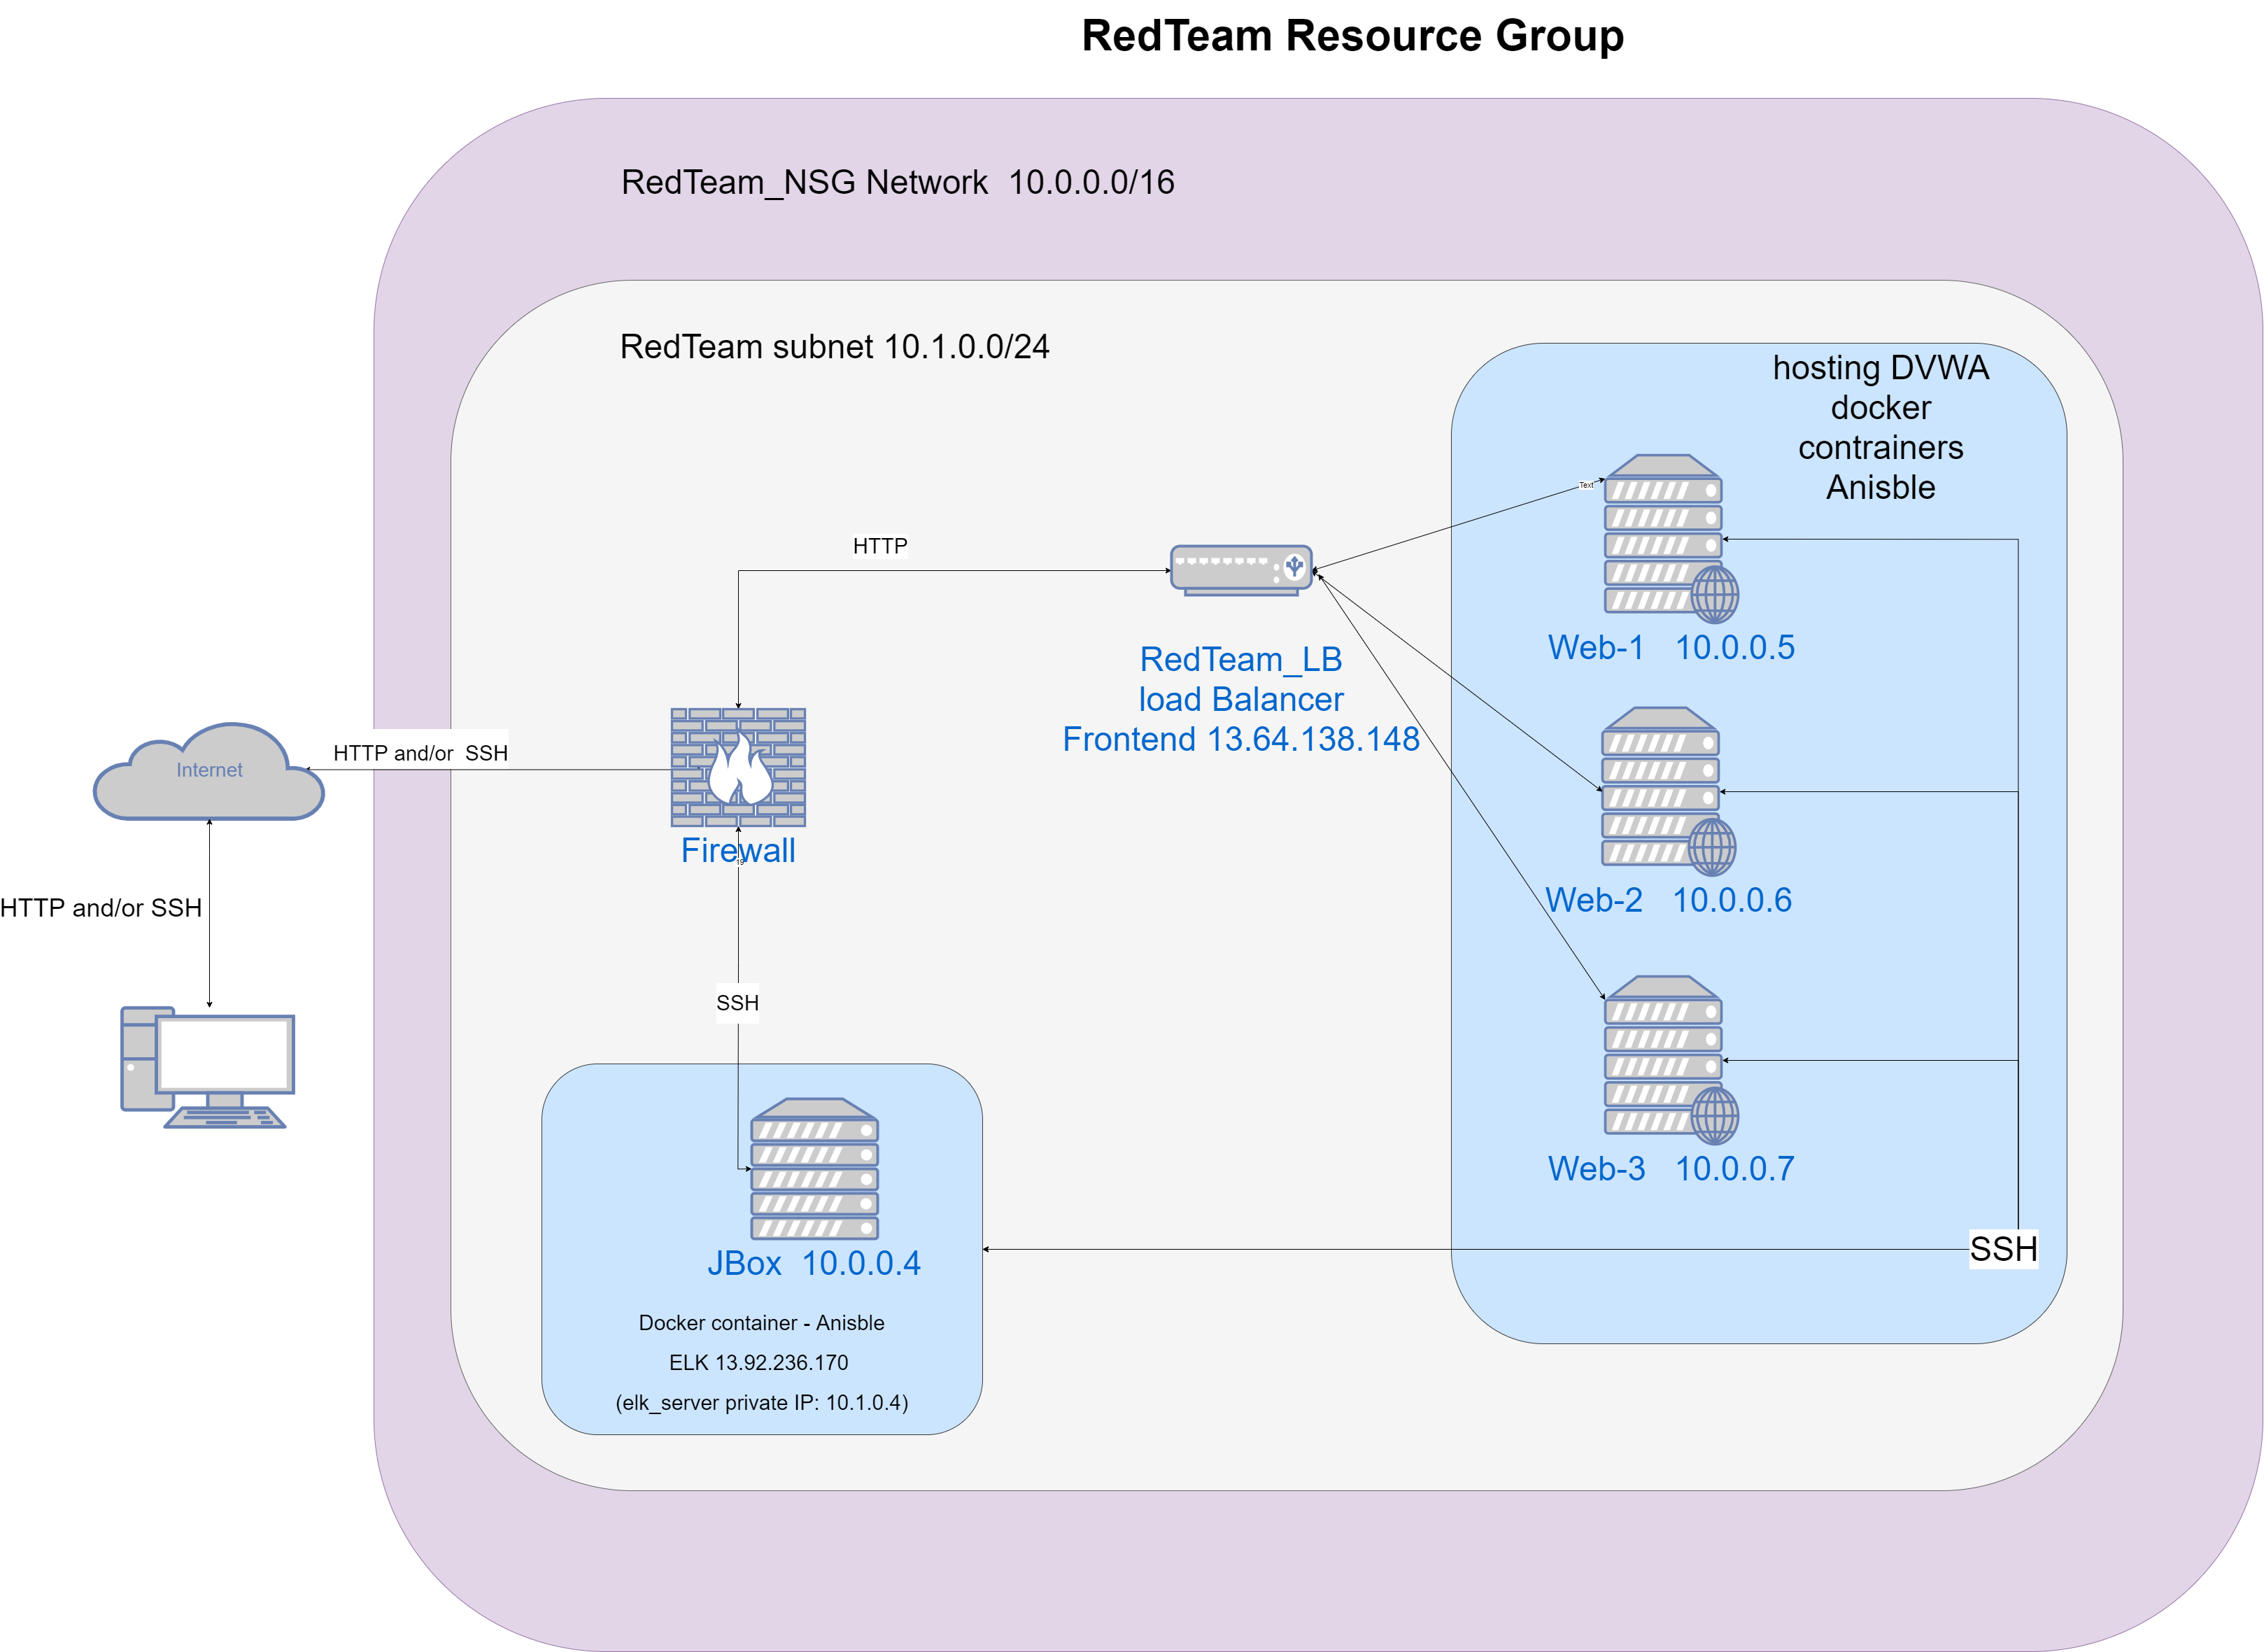 RedTeam Resource Group
RedTeam_NSG Network  10.0.0.0/16
RedTeam subnet 10.1.0.0/24
hosting DVWA
docker
contrainers
Anisble
Text
HTTP
Web-1   10.0.0.5
RedTeam_LB
load Balancer
Frontend 13.64.138.148
HTTP and/or  SSH
Internet
Firewall
Web-2   10.0.0.6
HTTP and/or SSH
SSH
Web-3   10.0.0.7
SSH
JBox  10.0.0.4
Docker container - Anisble
ELK 13.92.236.170
(elk_server private IP: 10.1.0.4)